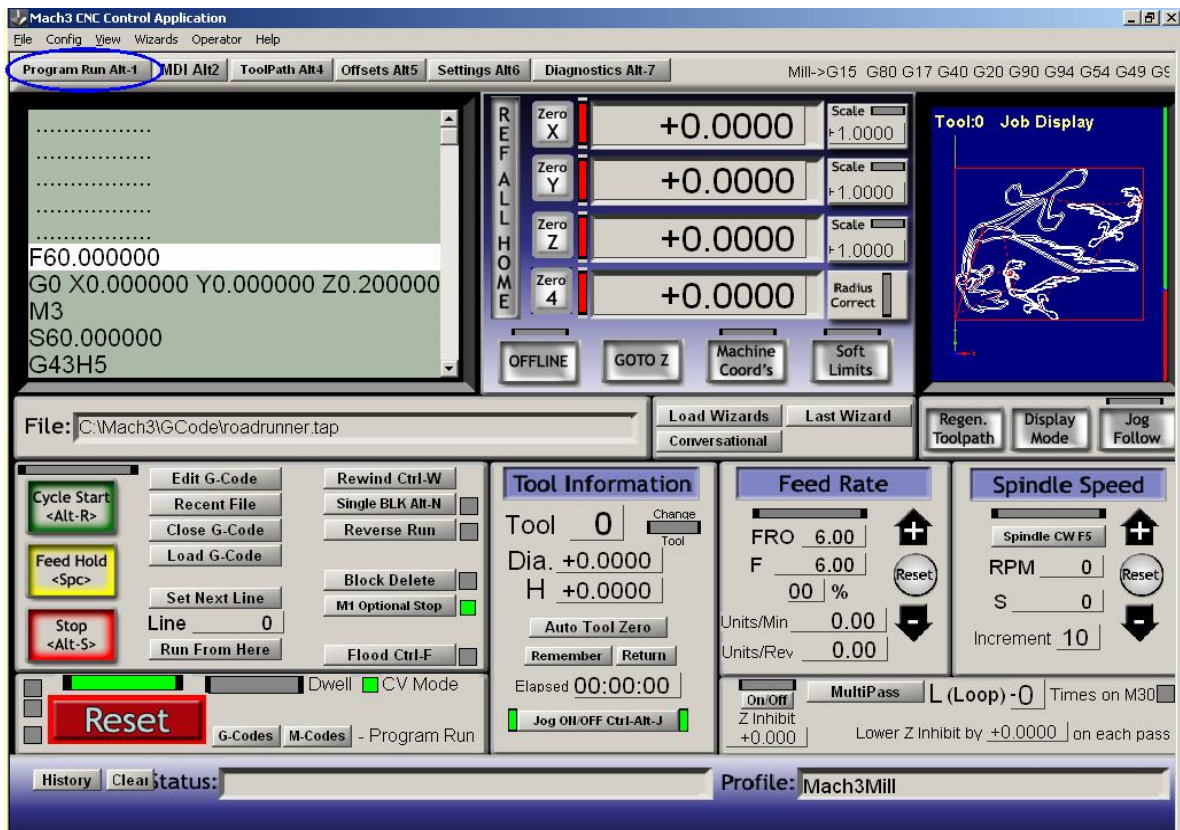 Mach3 CNC Control Application
File Config View Wizards Operator Help
Program Run Alt-1 MDI Alt2 ToolPath Alt4 Offsets Alt5 Settings Alt6 Diagnostics Alt-7 Mill->G15 G80 G17 G40 G20 G90 G94 G54 G49 G9
.................
.................
.................
.................
F60.000000
G0 X0.000000 Y0.000000 Z0.200000
M3
S60.000000
G43H5
REF ALL HOME
Zero X +0.0000 Scale +1.0000
Zero Y +0.0000 Scale +1.0000
Zero Z +0.0000 Scale +1.0000
Zero 4 +0.0000 Radius Correct
OFFLINE GOTO Z Machine Coord's Soft Limits
Tool:0 Job Display
File: C:\Mach3\GCode\roadrunner.tap
Load Wizards Last Wizard
Conversational
Regen. Toolpath Display Mode Jog Follow
Cycle Start <Alt-R>
Feed Hold <Spc>
Stop <Alt-S>
Edit G-Code
Recent File
Close G-Code
Load G-Code
Set Next Line
Line 0
Run From Here
Rewind Ctrl-W
Single BLK Alt-N
Reverse Run
Block Delete
M1 Optional Stop
Flood Ctrl-F
Dwell CV Mode
Reset
G-Codes M-Codes - Program Run
Tool Information
Tool 0 Change Tool
Dia. +0.0000
H +0.0000
Auto Tool Zero
Remember Return
Elapsed 00:00:00
Jog ON/OFF Ctrl-Alt-J
Feed Rate
FRO 6.00
F 6.00
00 %
Reset
Units/Min 0.00
Units/Rev 0.00
Spindle Speed
Spindle CW F5
RPM 0
Reset
S 0
Increment 10
On/Off
Z Inhibit
+0.000
MultiPass L (Loop) -0 Times on M30
Lower Z Inhibit by +0.0000 on each pass
History Clear Status:
Profile: Mach3Mill